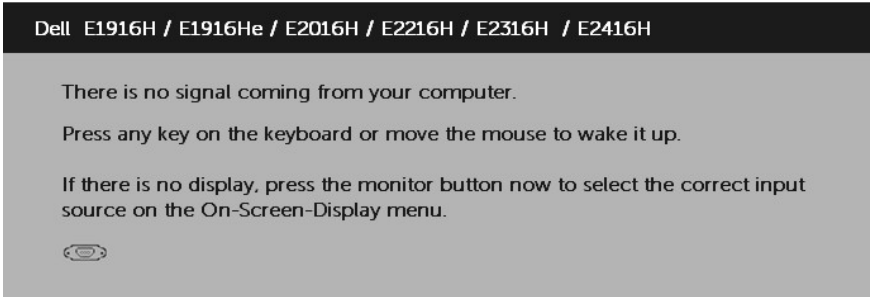 Dell E1916H / E1916He / E2016H / E2216H / E2316H / E2416H
There is no signal coming from your computer.
Press any key on the keyboard or move the mouse to wake it up.
If there is no display, press the monitor button now to select the correct input
source on the On-Screen-Display menu.